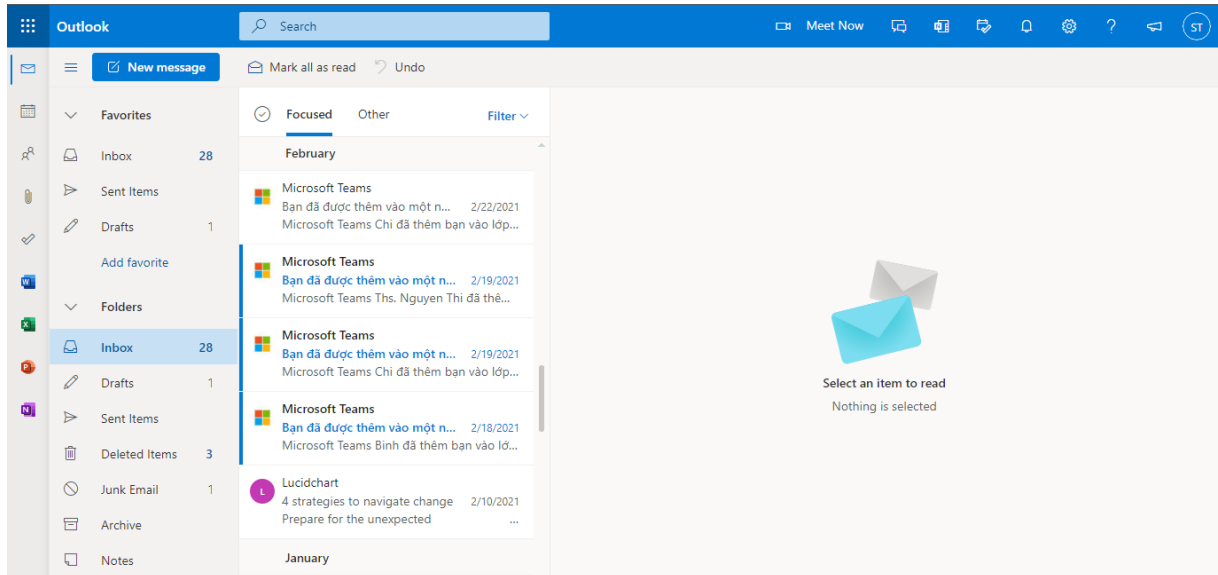 Outlook
Search
Meet Now
ST
New message
Mark all as read
Undo
Favorites
Inbox 28
Sent Items
Drafts 1
Add favorite
Folders
Inbox 28
Drafts 1
Sent Items
Deleted Items 3
Junk Email 1
Archive
Notes
Focused Other Filter
February
Microsoft Teams
Bạn đã được thêm vào một n... 2/22/2021
Microsoft Teams Chi đã thêm bạn vào lớp...
Microsoft Teams
Bạn đã được thêm vào một n... 2/19/2021
Microsoft Teams Ths. Nguyen Thi đã thê...
Microsoft Teams
Bạn đã được thêm vào một n... 2/19/2021
Microsoft Teams Chi đã thêm bạn vào lớp...
Microsoft Teams
Bạn đã được thêm vào một n... 2/18/2021
Microsoft Teams Binh đã thêm bạn vào lớ...
L
Lucidchart
4 strategies to navigate change 2/10/2021
Prepare for the unexpected ...
January
Select an item to read
Nothing is selected